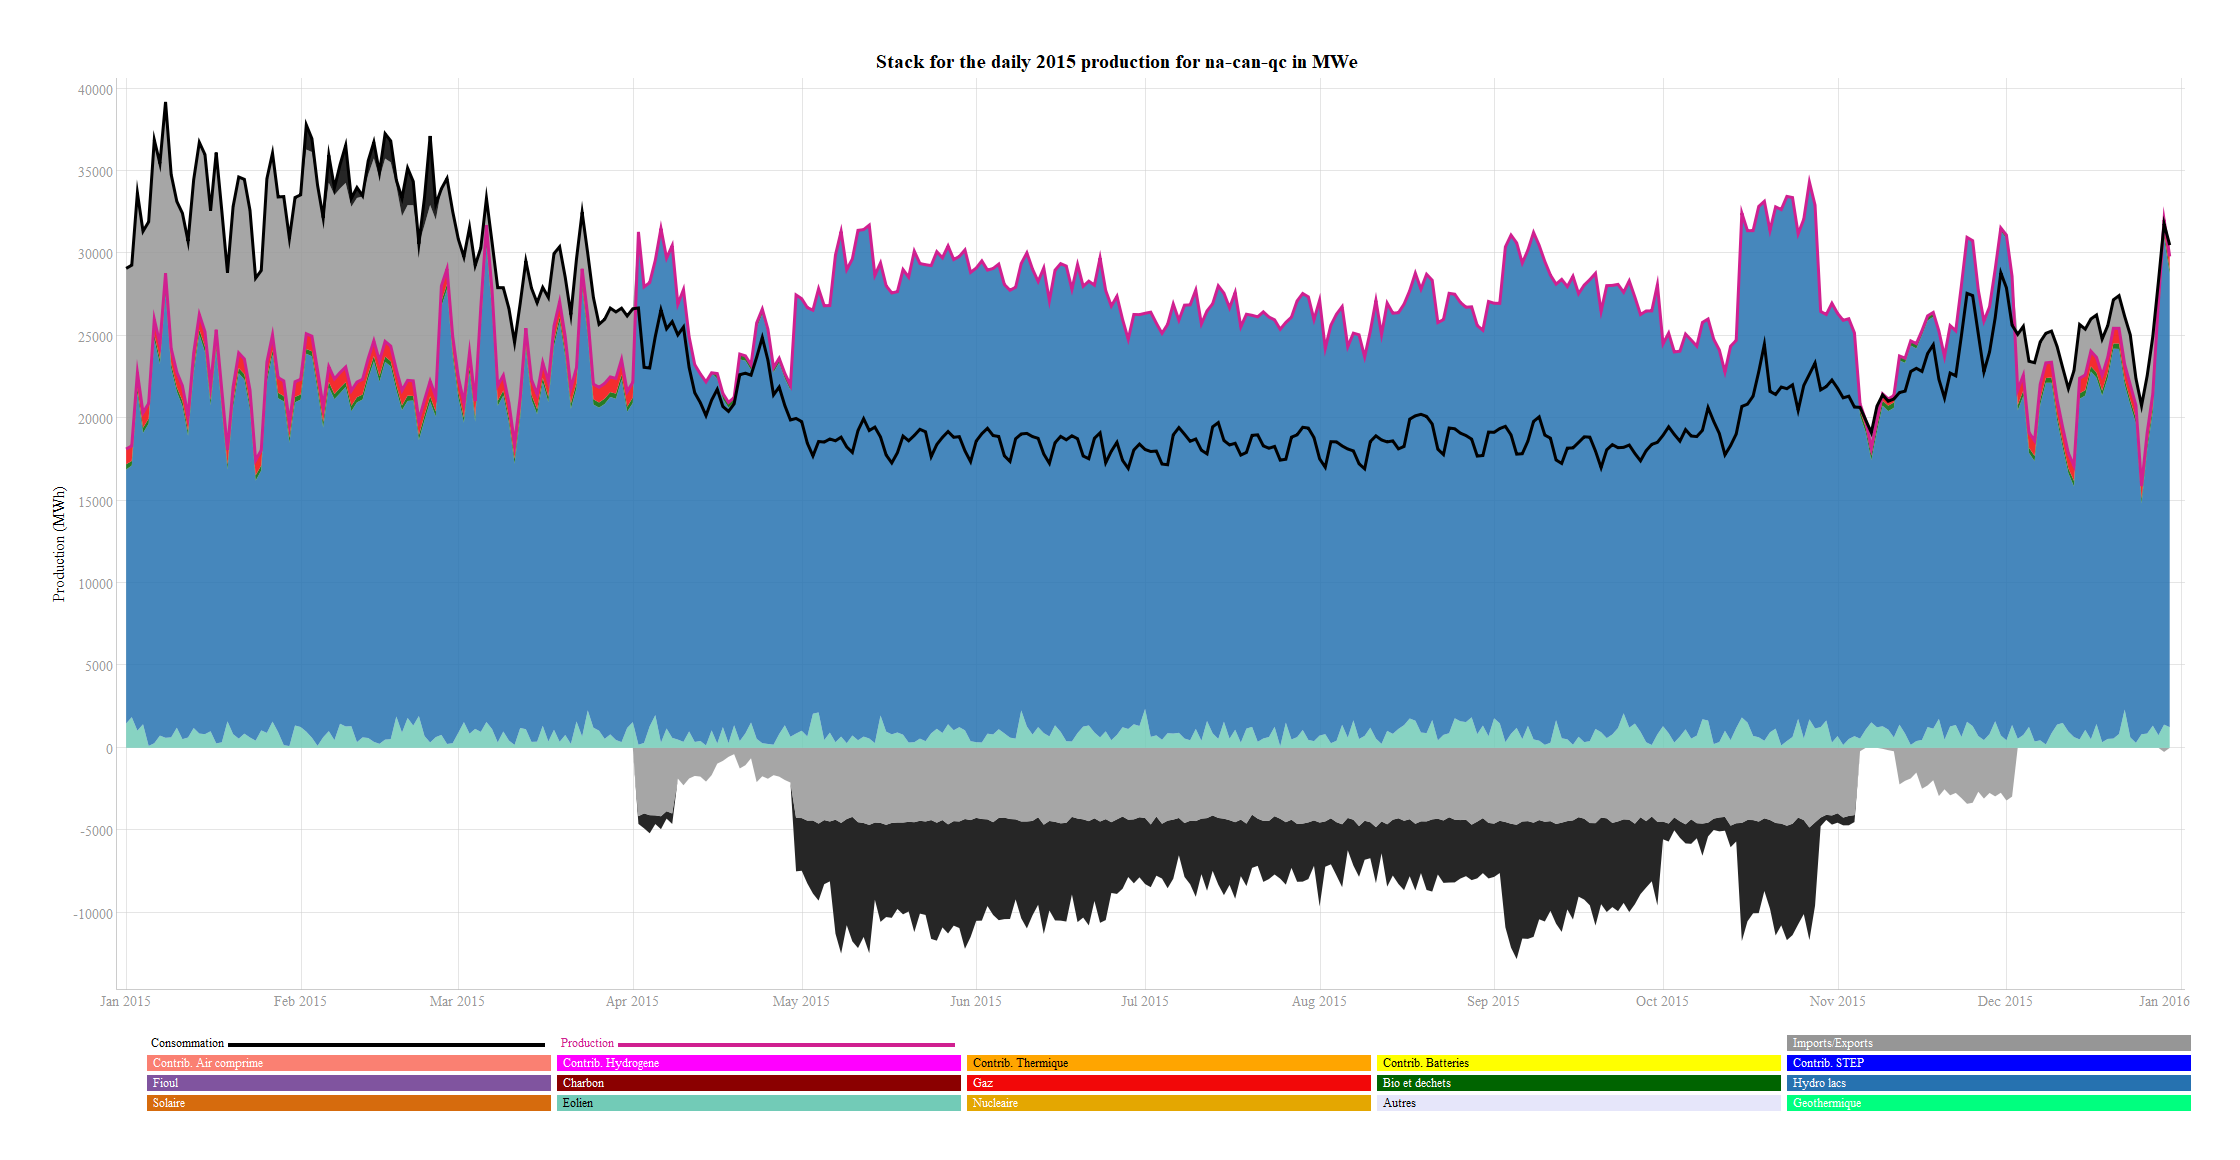 Stack for the daily 2015 production for na-can-qc in MWe
40000
35000
30000
25000
20000
15000
10000
5000
0
-5000
-10000
Production (MWh)
Jan 2015 Feb 2015 Mar 2015 Apr 2015 May 2015 Jun 2015 Jul 2015 Aug 2015 Sep 2015 Oct 2015 Nov 2015 Dec 2015 Jan 2016
Consommation Production Imports/Exports
Contrib. Air comprime Contrib. Hydrogene Contrib. Thermique Contrib. Batteries Contrib. STEP
Fioul Charbon Gaz Bio et dechets Hydro lacs
Solaire Eolien Nucleaire Autres Geothermique